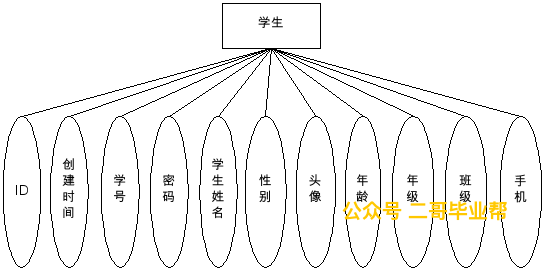 学生
ID
创建时间
学号
密码
学生姓名
性别
头像
年龄
年级
班级
手机
公众号 二哥毕业帮